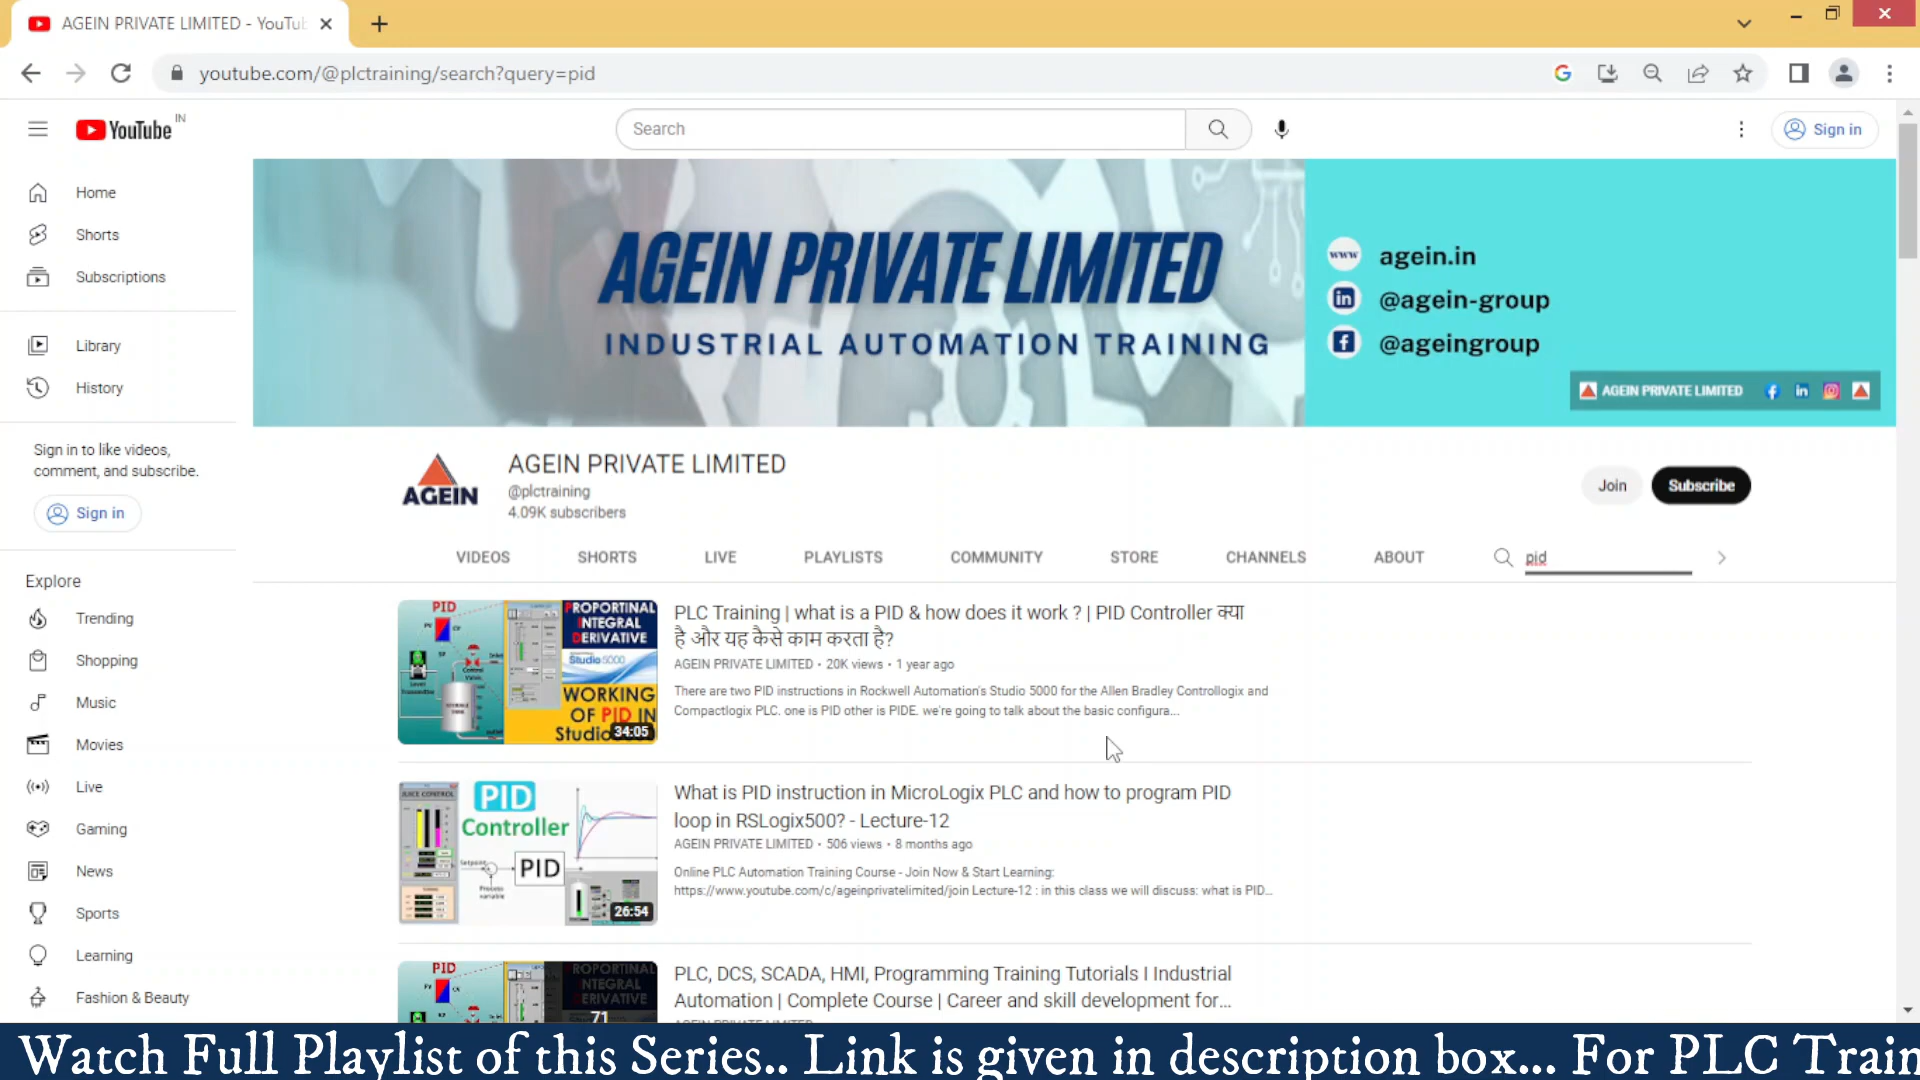 AGEIN PRIVATE LIMITED - YouTub
youtube.com/@plctraining/search?query=pid
YouTube IN
Search
Sign in
Home
Shorts
Subscriptions
Library
History
Sign in to like videos,
comment, and subscribe.
Sign in
Explore
Trending
Shopping
Music
Movies
Live
Gaming
News
Sports
Learning
Fashion & Beauty
AGEIN PRIVATE LIMITED
INDUSTRIAL AUTOMATION TRAINING
www agein.in
@agein-group
@ageingroup
AGEIN PRIVATE LIMITED
AGEIN
AGEIN PRIVATE LIMITED
@plctraining
4.09K subscribers
Join
Subscribe
VIDEOS SHORTS LIVE PLAYLISTS COMMUNITY STORE CHANNELS ABOUT pid
PID
PROPORTINAL
INTEGRAL
DERIVATIVE
Studio 5000
WORKING
OF PID IN
Studio
34:05
PLC Training | what is a PID & how does it work ? | PID Controller क्या
है और यह कैसे काम करता है?
AGEIN PRIVATE LIMITED • 20K views • 1 year ago
There are two PID instructions in Rockwell Automation's Studio 5000 for the Allen Bradley Controllogix and
Compactlogix PLC. one is PID other is PIDE. we're going to talk about the basic configura...
JUICE CONTROL
PID
Controller
Setpoint
PID
Process
variable
26:54
What is PID instruction in MicroLogix PLC and how to program PID
loop in RSLogix500? - Lecture-12
AGEIN PRIVATE LIMITED • 506 views • 8 months ago
Online PLC Automation Training Course - Join Now & Start Learning:
https://www.youtube.com/c/ageinprivatelimited/join Lecture-12 : in this class we will discuss: what is PID...
PID
ROPORTINAL
NTEGRAL
ERIVATIVE
71
PLC, DCS, SCADA, HMI, Programming Training Tutorials I Industrial
Automation | Complete Course | Career and skill development for...
Watch Full Playlist of this Series.. Link is given in description box... For PLC Train